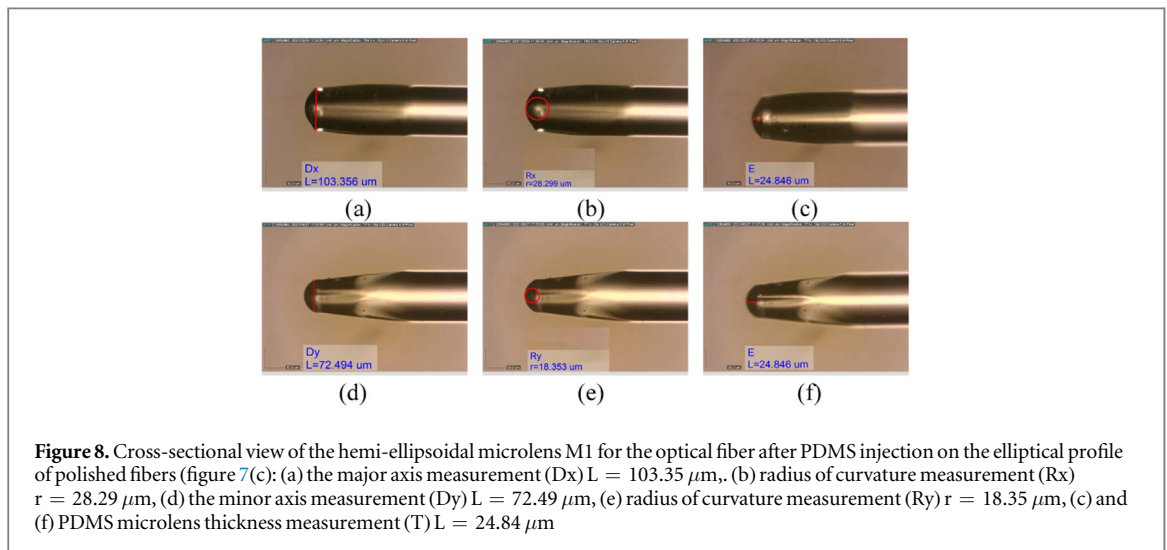 Dx
L=103.356 um
Rx
r=28.299um
E
L=24.846 um
(a)
(b)
(c)
Dy
L=72.494 um
Ry
r=18.353 um
E
L=24.846 um
(d)
(e)
(f)
Figure 8. Cross-sectional view of the hemi-ellipsoidal microlens M1 for the optical fiber after PDMS injection on the elliptical profile
of polished fibers (figure 7(c): (a) the major axis measurement (Dx) L = 103.35 μm,. (b) radius of curvature measurement (Rx)
r = 28.29 μm, (d) the minor axis measurement (Dy) L = 72.49 μm, (e) radius of curvature measurement (Ry) r = 18.35 μm, (c) and
(f) PDMS microlens thickness measurement (T) L = 24.84 μm